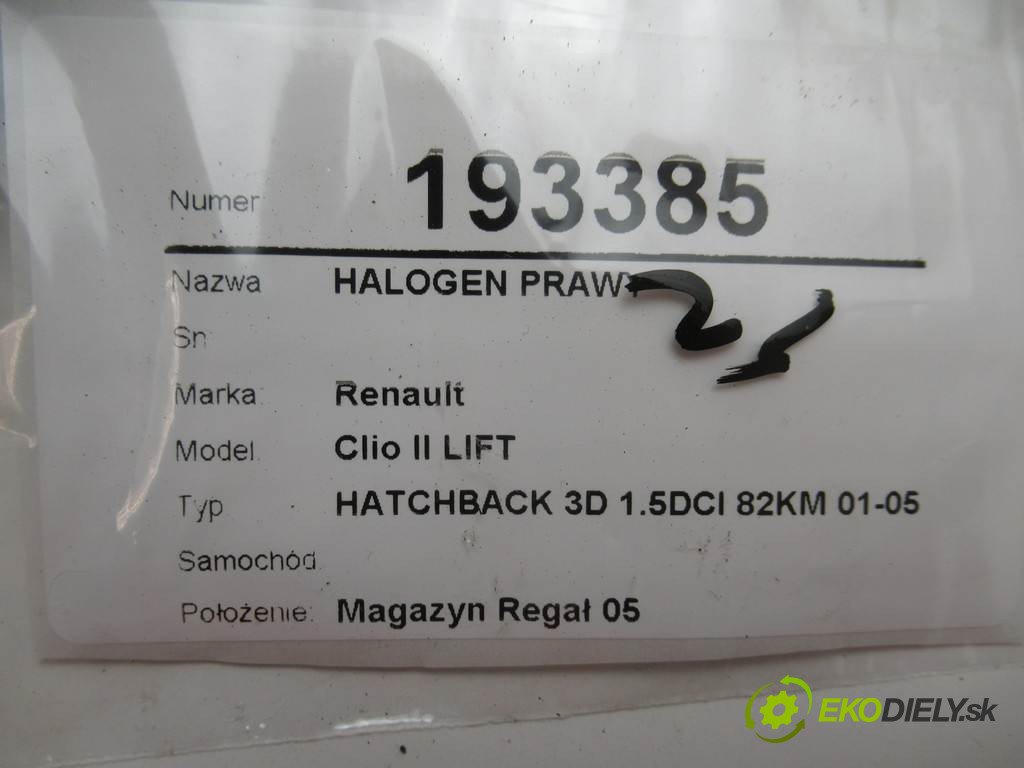 Numer 193385
Nazwa HALOGEN PRAWY
Sn
Marka: Renault
Model: Clio II LIFT
Typ HATCHBACK 3D 1.5DCI 82KM 01-05
Samochód
Położenie: Magazyn Regał 05
EKODIELY.sk